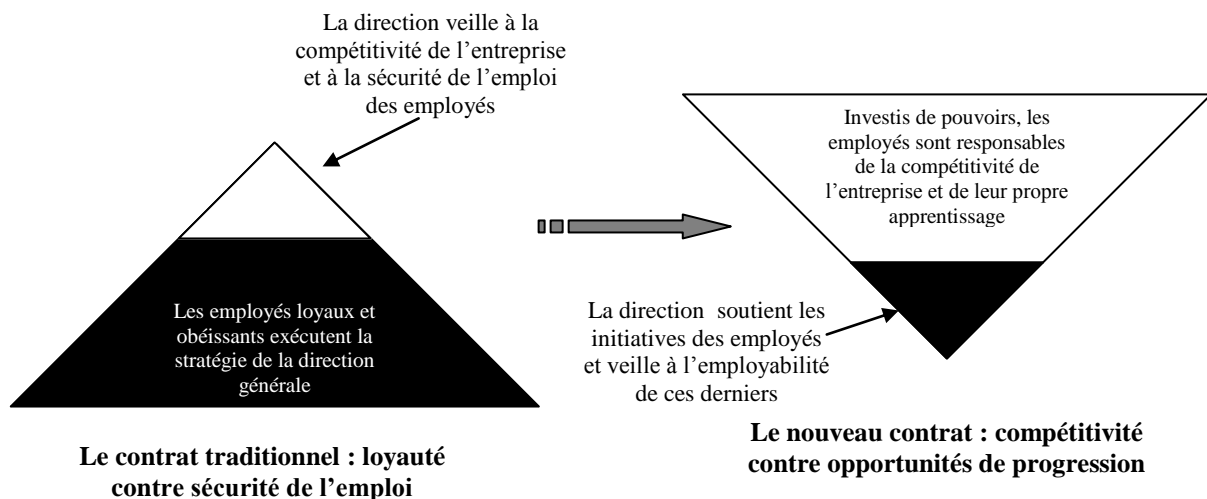 La direction veille à la
compétitivité de l’entreprise
et à la sécurité de l’emploi
des employés
Les employés loyaux et
obéissants exécutent la
stratégie de la direction
générale
Le contrat traditionnel : loyauté
contre sécurité de l’emploi
Investis de pouvoirs, les
employés sont responsables
de la compétitivité de
l’entreprise et de leur propre
apprentissage
La direction  soutient les
initiatives des employés
et veille à l’employabilité
de ces derniers
Le nouveau contrat : compétitivité
contre opportunités de progression